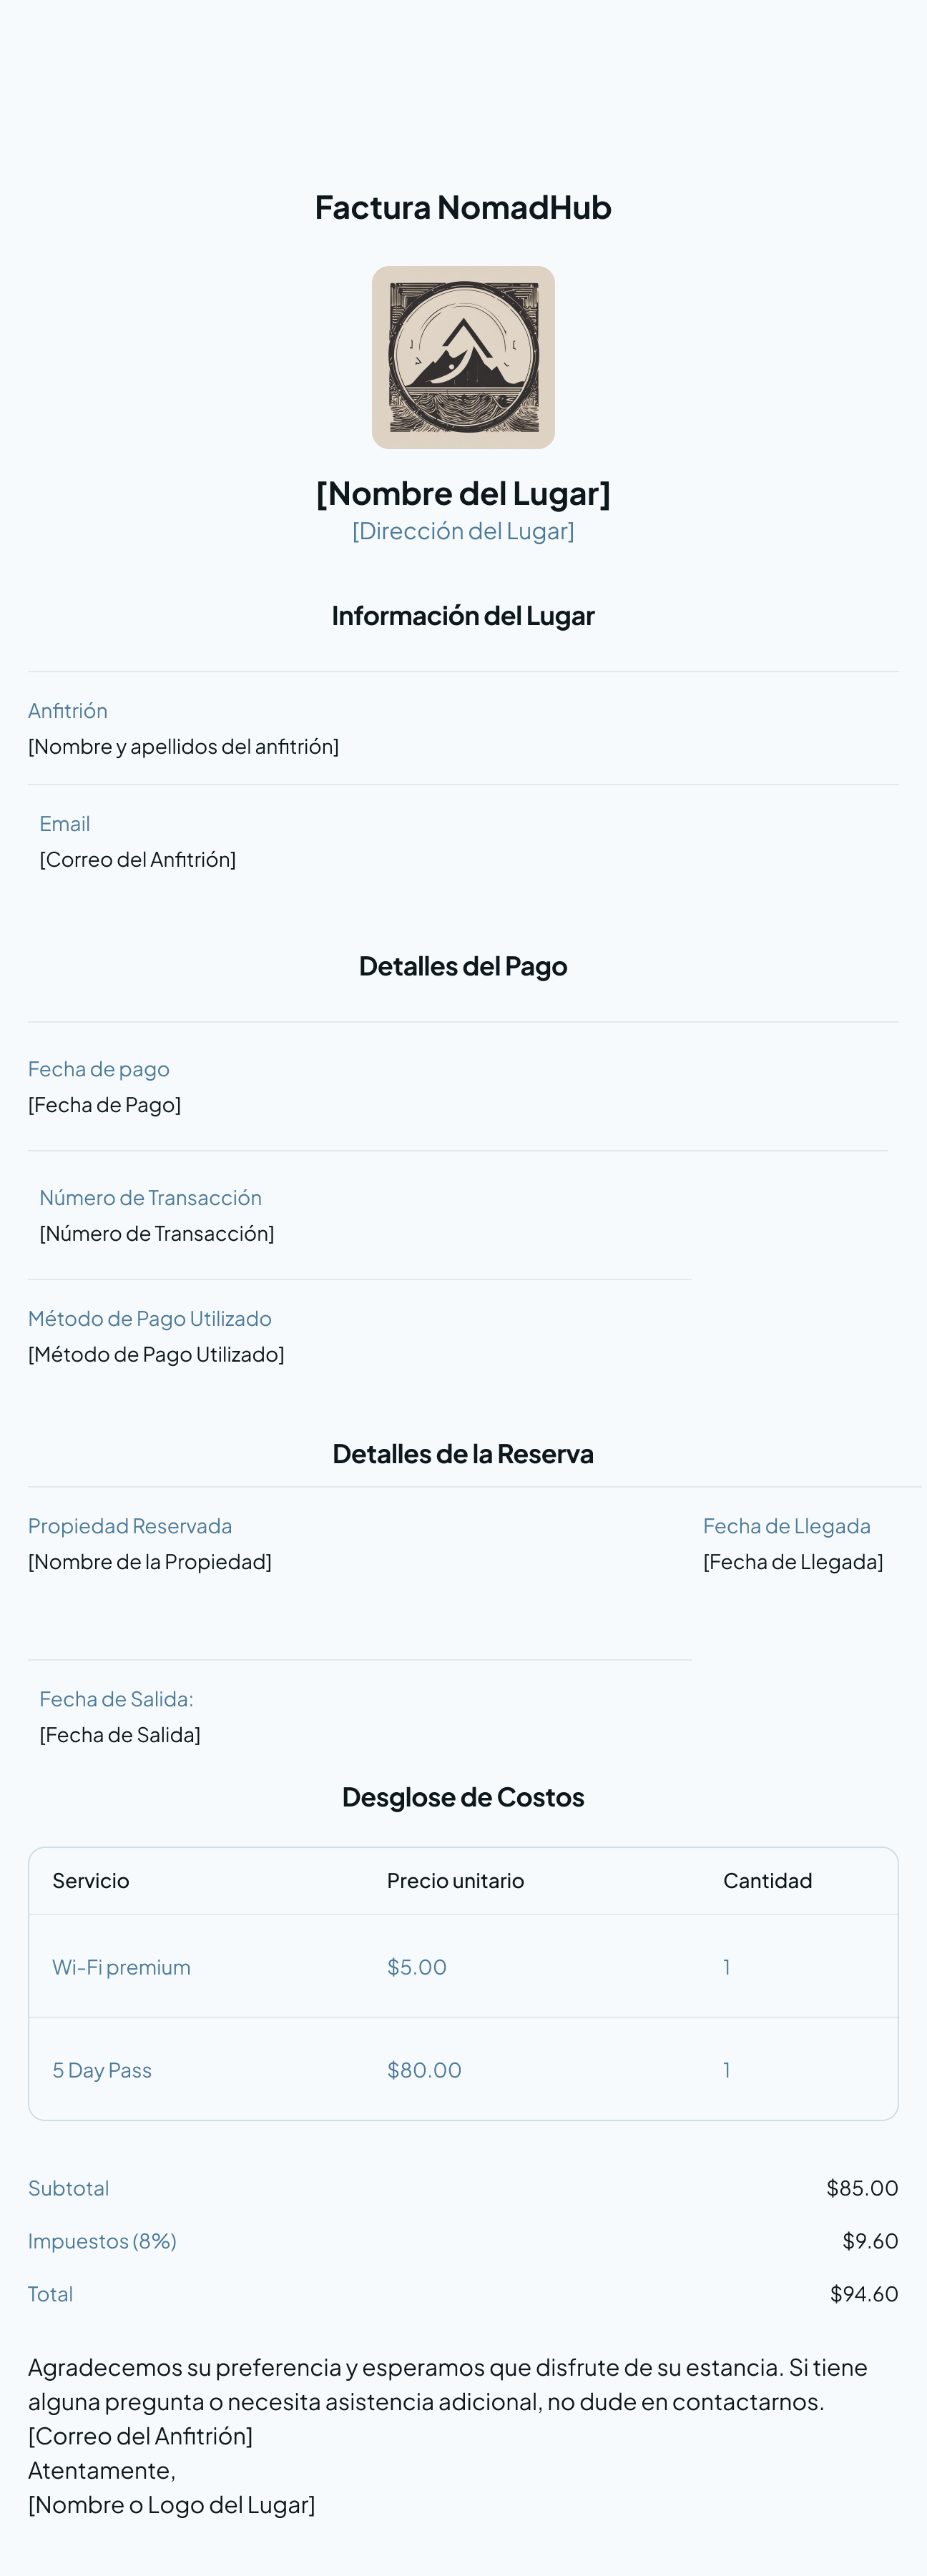 Factura NomadHub
[Nombre del Lugar]
[Dirección del Lugar]
Información del Lugar
Anfitrión
[Nombre y apellidos del anfitrión]
Email
[Correo del Anfitrión]
Detalles del Pago
Fecha de pago
[Fecha de Pago]
Número de Transacción
[Número de Transacción]
Método de Pago Utilizado
[Método de Pago Utilizado]
Detalles de la Reserva
Propiedad Reservada
[Nombre de la Propiedad]
Fecha de Llegada
[Fecha de Llegada]
Fecha de Salida:
[Fecha de Salida]
Desglose de Costos
Servicio Precio unitario Cantidad
Wi-Fi premium $5.00 1
5 Day Pass $80.00 1
Subtotal $85.00
Impuestos (8%) $9.60
Total $94.60
Agradecemos su preferencia y esperamos que disfrute de su estancia. Si tiene
alguna pregunta o necesita asistencia adicional, no dude en contactarnos.
[Correo del Anfitrión]
Atentamente,
[Nombre o Logo del Lugar]